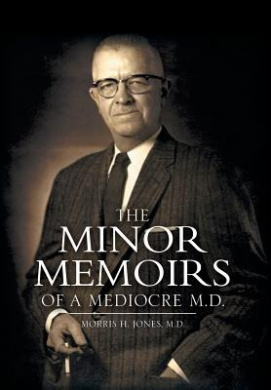 THE
MINOR
MEMOIRS
OF A MEDIOCRE M.D.
MORRIS H. JONES, M.D.